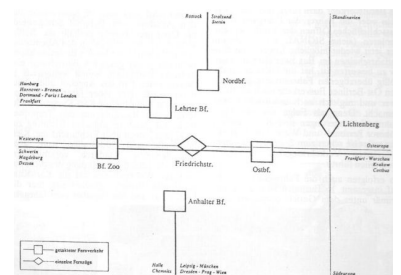 Rostock
Stralsund
Skandinavien
Nordbf.
Hamburg
Hannover - Bremen
Dortmund - Paris / London
Frankfurt
Lehrter Bf.
Lichtenberg
Westeuropa
Osteuropa
Schwerin
Magdeburg
Dessau
Bf. Zoo
Friedrichstr.
Ostbf.
Frankfurt - Warschau
Krakow
Cottbus
Anhalter Bf.
Halle
Chemnitz
Leipzig - München
Dresden - Prag - Wien
Südeuropa
Fernverkehr
einzelne Fernzüge